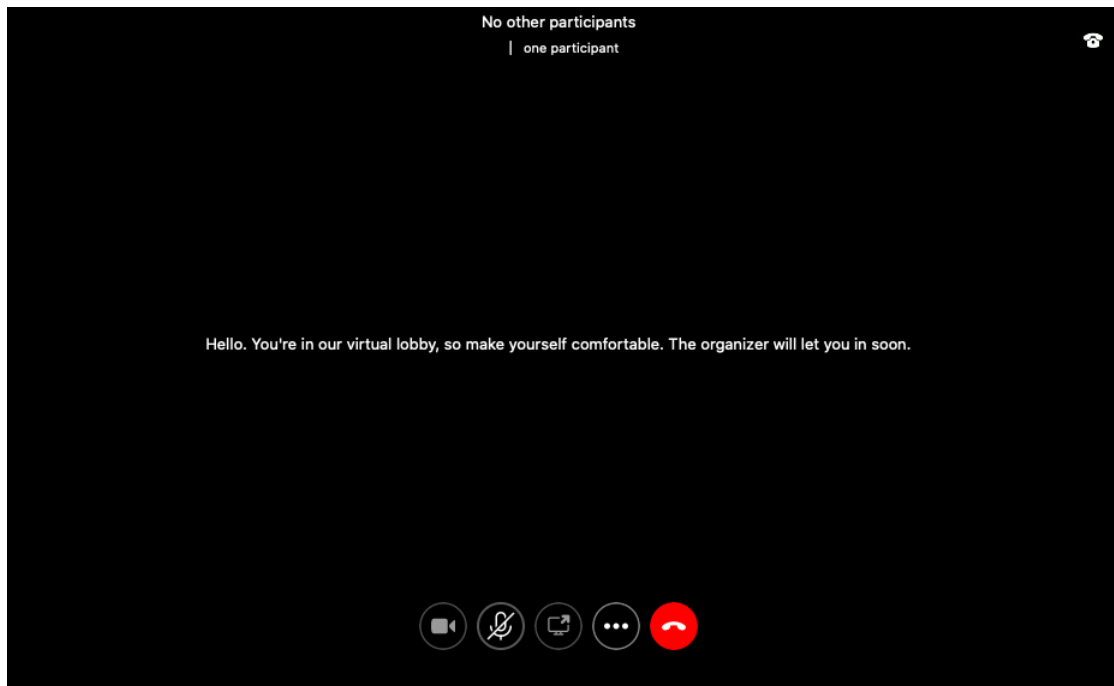 No other participants
| one participant
Hello. You're in our virtual lobby, so make yourself comfortable. The organizer will let you in soon.